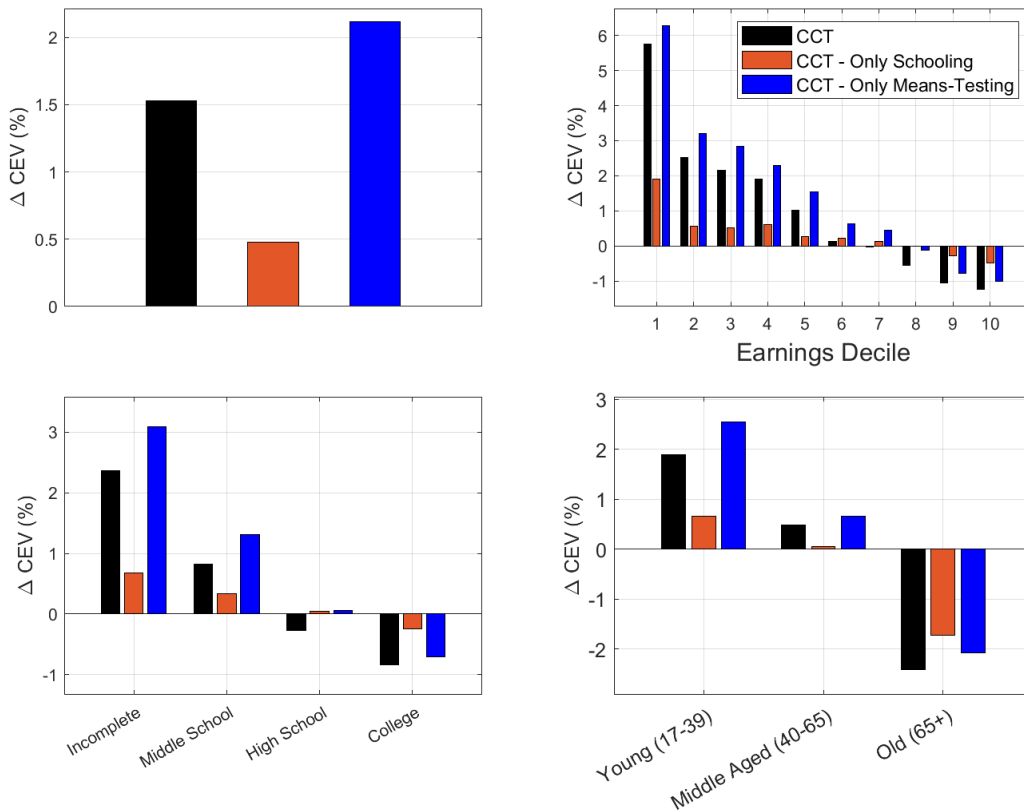 2
1.5
1
0.5
0
Δ CEV (%)
6
5
4
3
2
1
0
-1
Δ CEV (%)
CCT
CCT - Only Schooling
CCT - Only Means-Testing
1 2 3 4 5 6 7 8 9 10
Earnings Decile
3
2
1
0
-1
Δ CEV (%)
Incomplete
Middle School
High School
College
3
2
1
0
-1
-2
Δ CEV (%)
Young (17-39)
Middle Aged (40-65)
Old (65+)